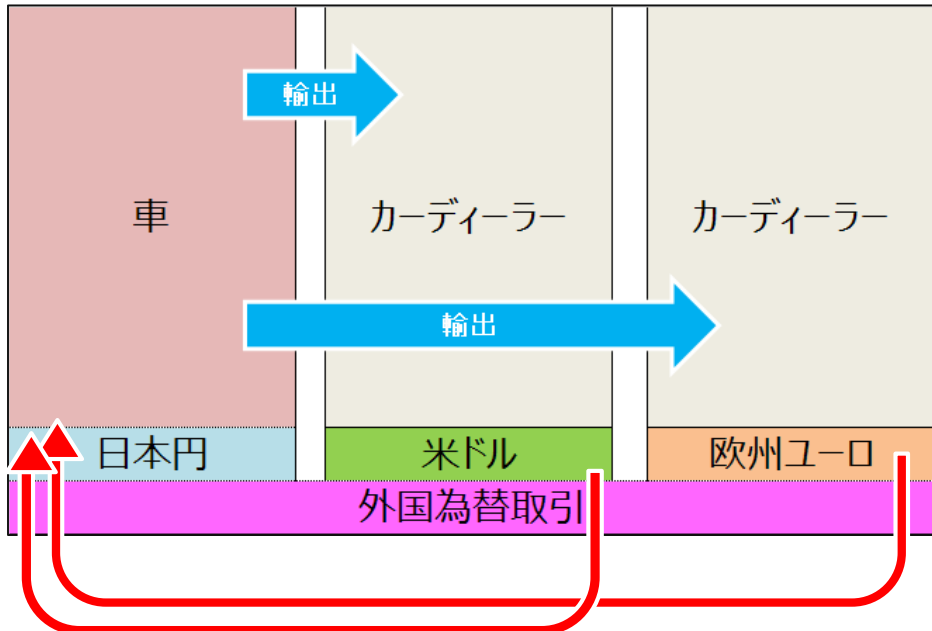 輸出
車
カーディーラー
カーディーラー
輸出
日本円
米ドル
欧州ユーロ
外国為替取引